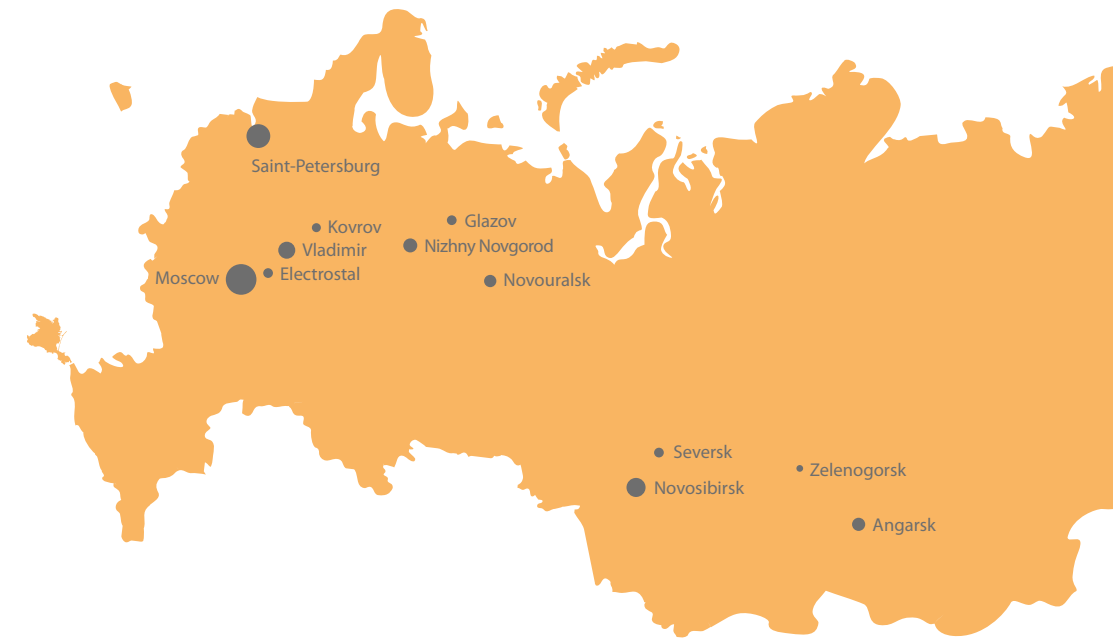 Saint-Petersburg
Glazov
Kovrov
Nizhny Novgorod
Vladimir
Electrostal
Moscow
Novouralsk
Seversk
Zelenogorsk
Novosibirsk
Angarsk